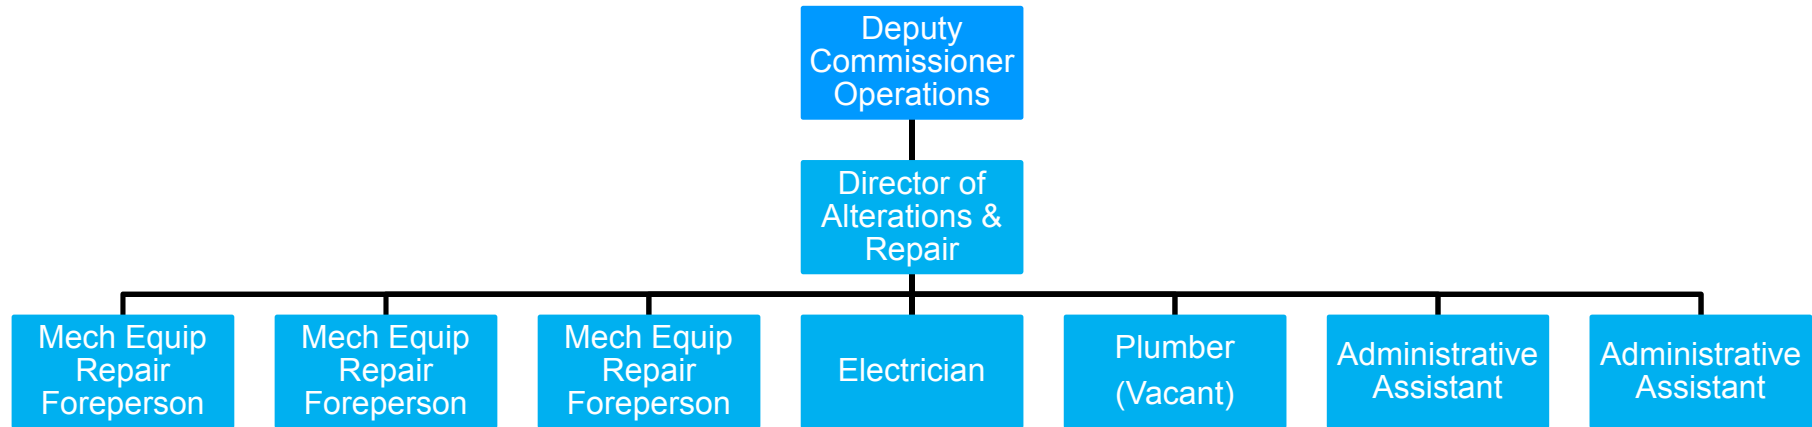 Deputy
Commissioner
Operations
Director of
Alterations &
Repair
Mech Equip
Repair
Foreperson
Mech Equip
Repair
Foreperson
Mech Equip
Repair
Foreperson
Electrician
Plumber
(Vacant)
Administrative
Assistant
Administrative
Assistant